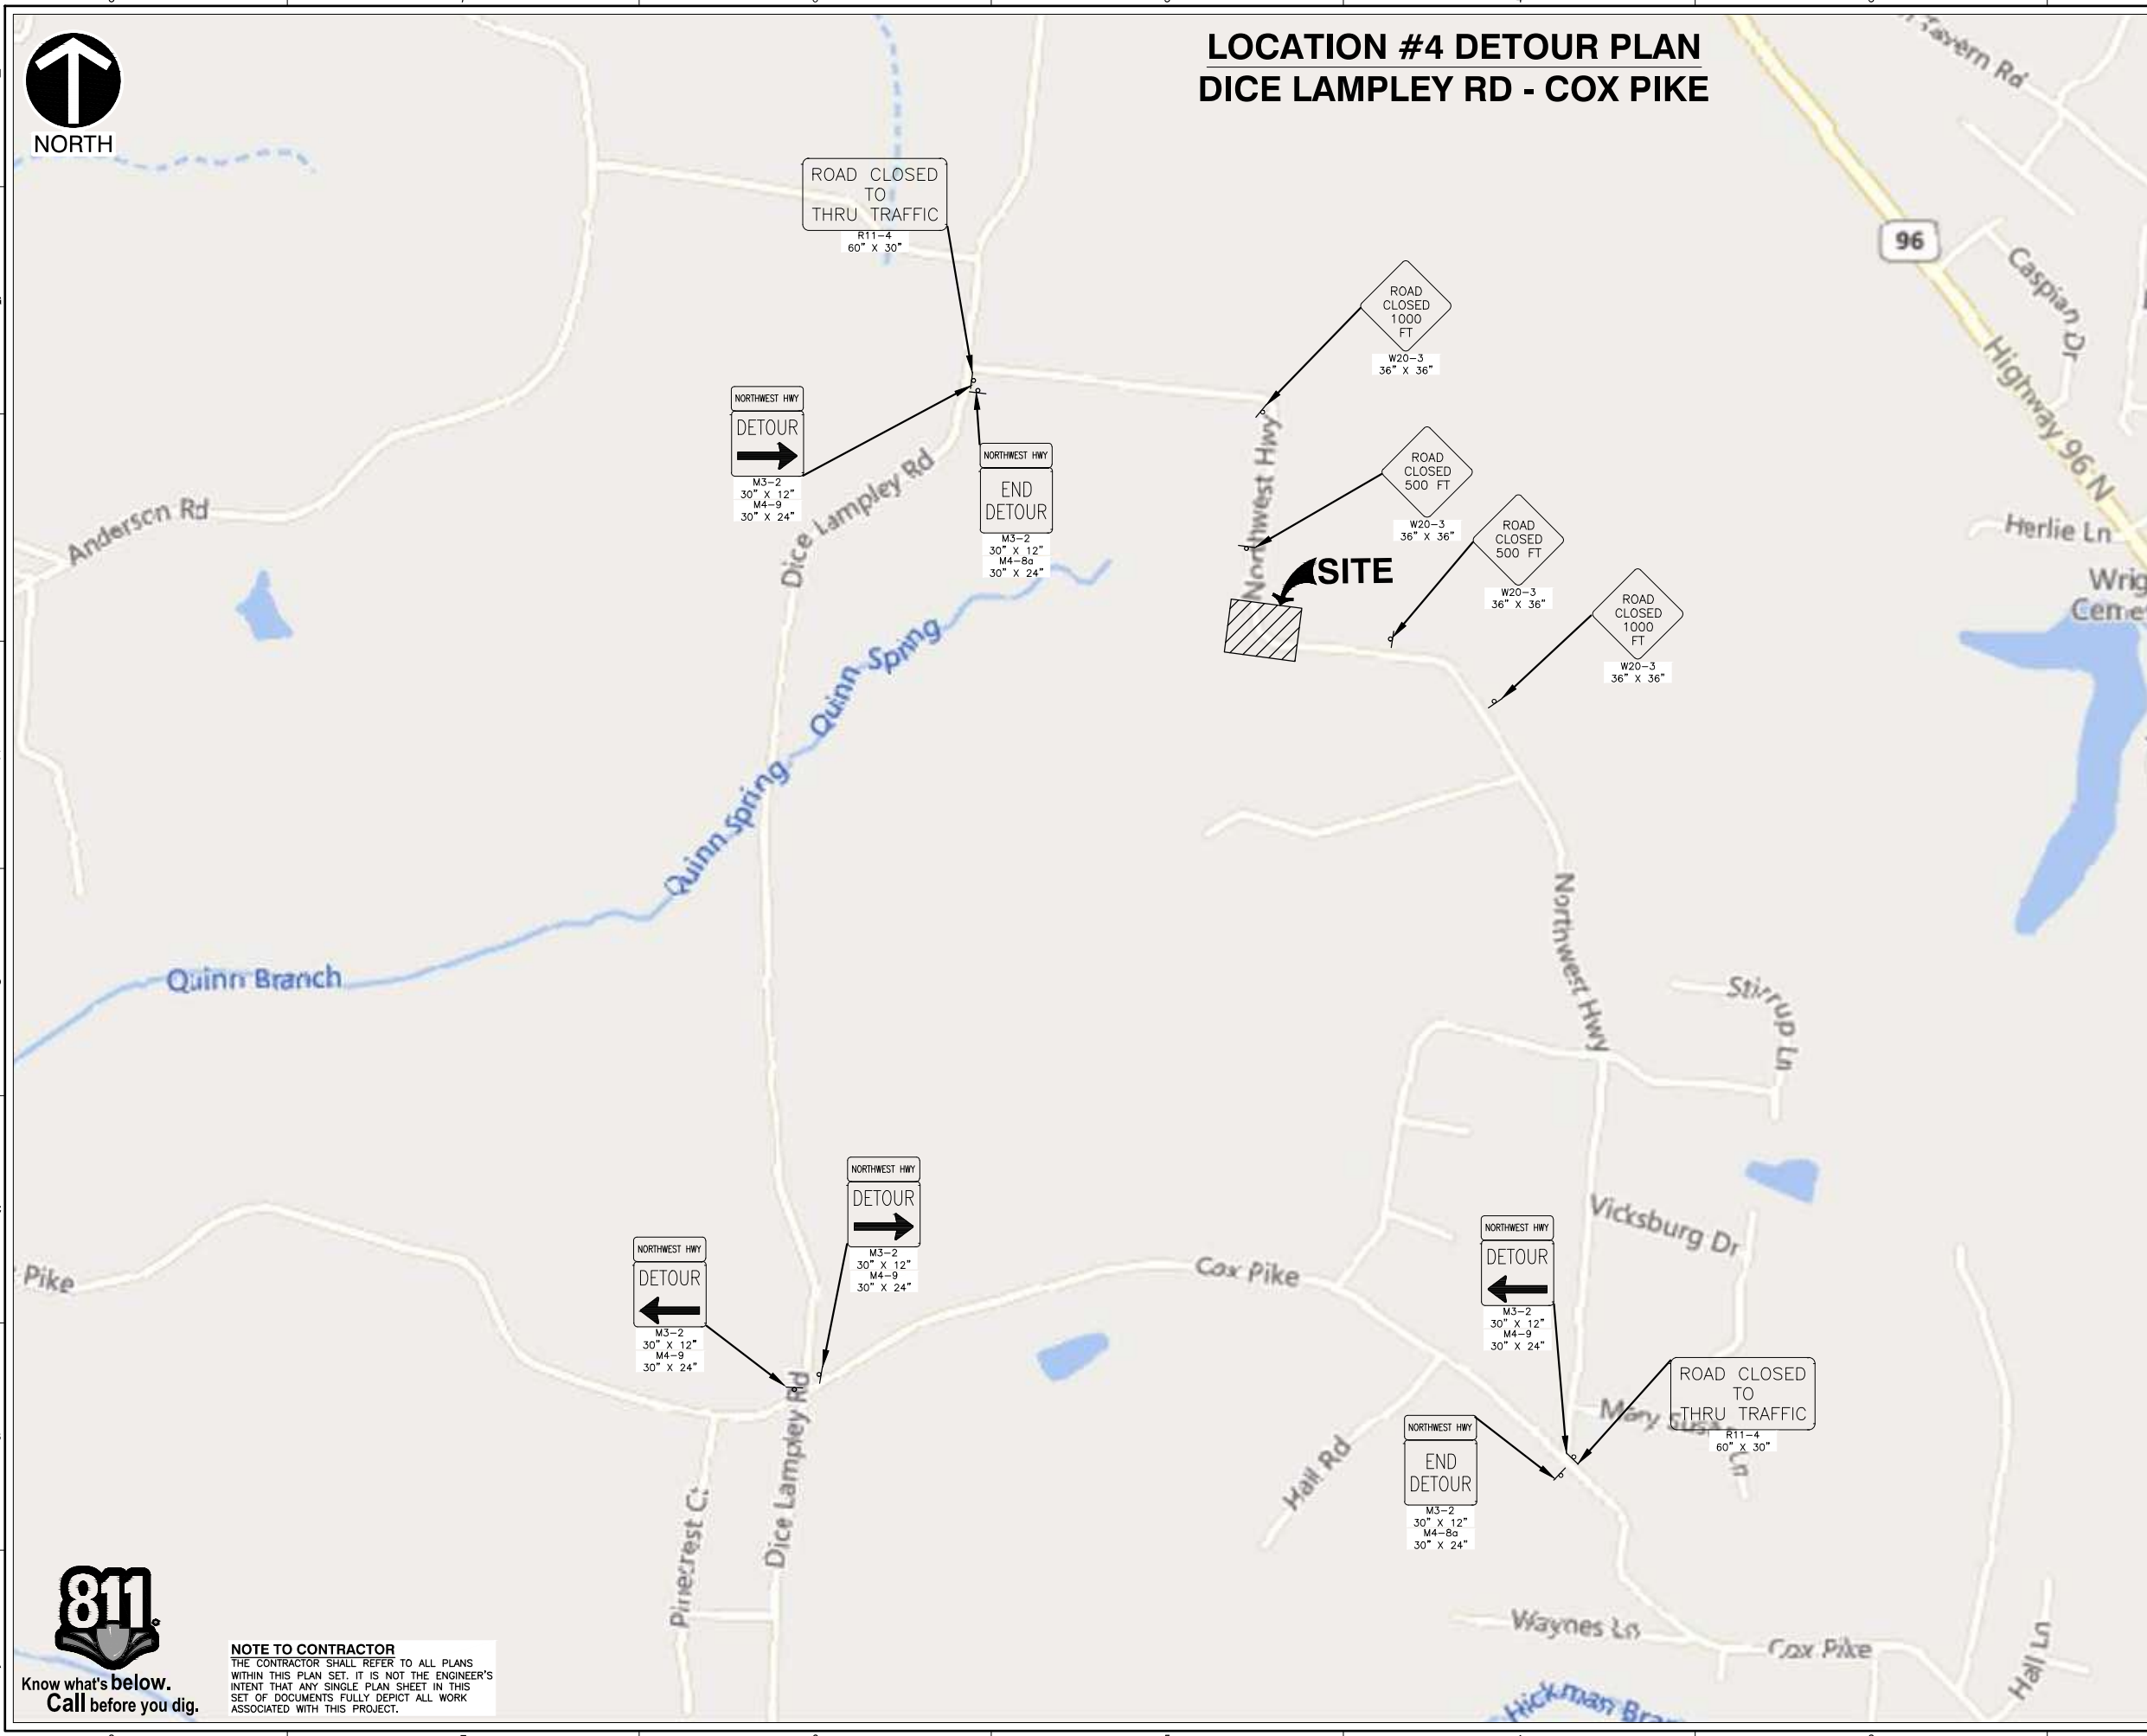 LOCATION #4 DETOUR PLAN
DICE LAMPLEY RD - COX PIKE
NORTH
Tavern Rd
96
Caspian Dr
Highway 96 N
Herlie Ln
ROAD CLOSED
TO
THRU TRAFFIC
R11-4
60" X 30"
ROAD
CLOSED
1000
FT
W20-3
36" X 36"
NORTHWEST HWY
DETOUR
M3-2
30" X 12"
M4-9
30" X 24"
NORTHWEST HWY
END
DETOUR
M3-2
30" X 12"
M4-8a
30" X 24"
ROAD
CLOSED
500 FT
W20-3
36" X 36"
ROAD
CLOSED
500 FT
W20-3
36" X 36"
ROAD
CLOSED
1000
FT
W20-3
36" X 36"
Northwest Hwy
SITE
Anderson Rd
Dice Lampley Rd
Quinn Spring
Quinn Spring
Quinn Branch
Northwest Hwy
Stirrup Ln
Vicksburg Dr
NORTHWEST HWY
DETOUR
M3-2
30" X 12"
M4-9
30" X 24"
NORTHWEST HWY
DETOUR
M3-2
30" X 12"
M4-9
30" X 24"
Pike
Cox Pike
NORTHWEST HWY
DETOUR
M3-2
30" X 12"
M4-9
30" X 24"
ROAD CLOSED
TO
THRU TRAFFIC
R11-4
60" X 30"
Mary Ln
NORTHWEST HWY
END
DETOUR
M3-2
30" X 12"
M4-8a
30" X 24"
Hall Rd
Dice Lampley Rd
Pinecrest Ct
Waynes Ln
Cox Pike
Hall Ln
Hickman
811
Know what's below.
Call before you dig.
NOTE TO CONTRACTOR
THE CONTRACTOR SHALL REFER TO ALL PLANS
WITHIN THIS PLAN SET. IT IS NOT THE ENGINEER'S
INTENT THAT ANY SINGLE PLAN SHEET IN THIS
SET OF DOCUMENTS FULLY DEPICT ALL WORK
ASSOCIATED WITH THIS PROJECT.